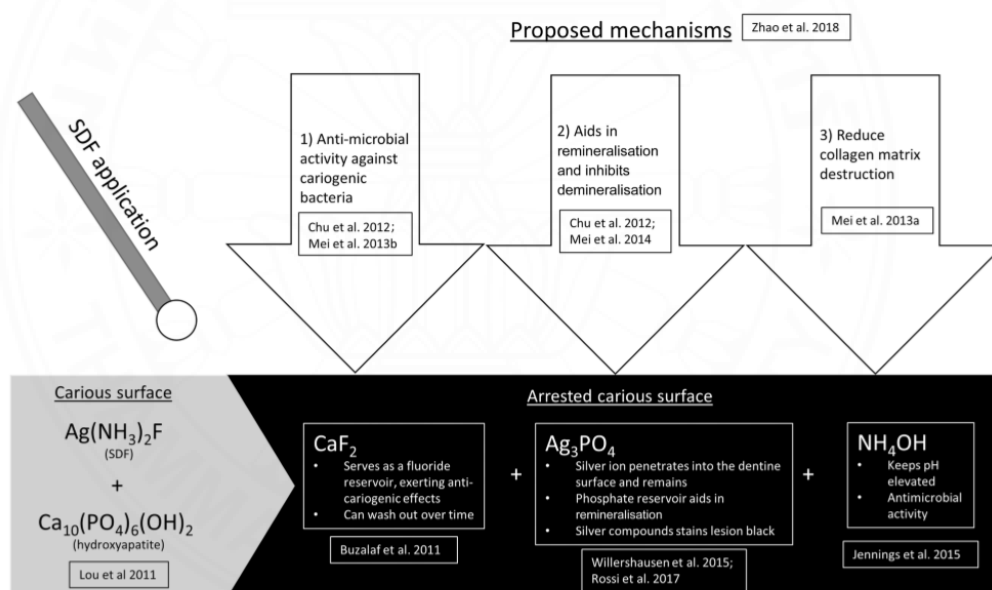 Proposed mechanisms
Zhao et al. 2018
SDF application
1) Anti-microbial
activity against
cariogenic
bacteria
Chu et al. 2012;
Mei et al. 2013b
2) Aids in
remineralisation
and inhibits
demineralisation
Chu et al. 2012;
Mei et al. 2014
3) Reduce
collagen matrix
destruction
Mei et al. 2013a
Carious surface
Ag(NH₃)₂F
(SDF)
+
Ca₁₀(PO₄)₆(OH)₂
(hydroxyapatite)
Lou et al 2011
Arrested carious surface
CaF₂
• Serves as a fluoride
reservoir, exerting anti-
cariogenic effects
• Can wash out over time
Buzalaf et al. 2011
+
Ag₃PO₄
• Silver ion penetrates into the dentine
surface and remains
• Phosphate reservoir aids in
remineralisation
• Silver compounds stains lesion black
Willershausen et al. 2015;
Rossi et al. 2017
+
NH₄OH
• Keeps pH
elevated
• Antimicrobial
activity
Jennings et al. 2015